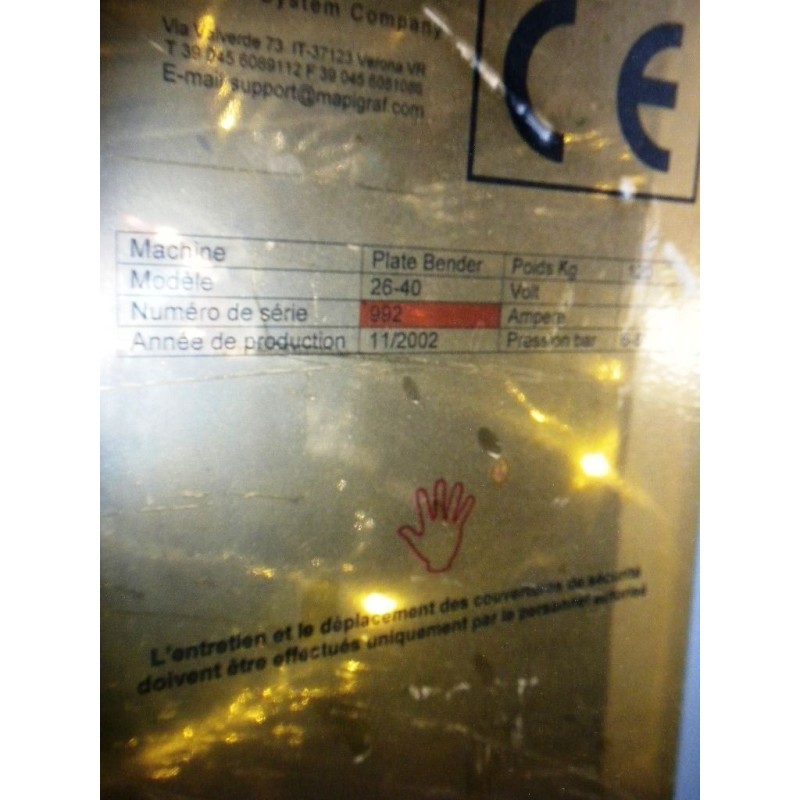 System Company
Via Valverde 73 IT-37123 Verona VR
T 39 045 6089112 F 39 045
E-mail support@mapigraf.com
CE
Machine Plate Bender Poids Kg
Modèle 26-40 Volt
Numéro de série 992 Ampere
Année de production 11/2002 Pression bar
L'entretien et le déplacement des couvertures de sécurité
doivent être effectués uniquement par le personnel autorisé